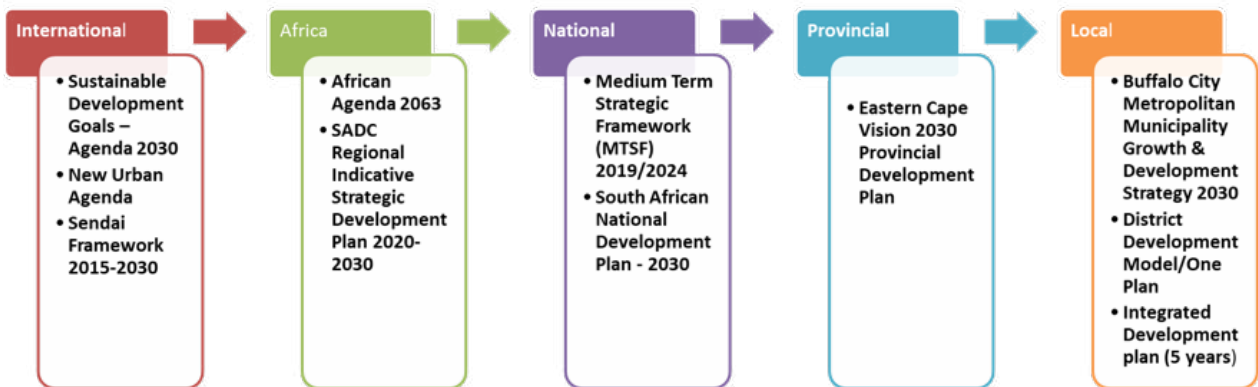 International
• Sustainable
Development
Goals –
Agenda 2030
• New Urban
Agenda
• Sendai
Framework
2015-2030
Africa
• African
Agenda 2063
• SADC
Regional
Indicative
Strategic
Development
Plan 2020-
2030
National
• Medium Term
Strategic
Framework
(MTSF)
2019/2024
• South African
National
Development
Plan - 2030
Provincial
• Eastern Cape
Vision 2030
Provincial
Development
Plan
Local
• Buffalo City
Metropolitan
Municipality
Growth &
Development
Strategy 2030
• District
Development
Model/One
Plan
• Integrated
Development
plan (5 years)